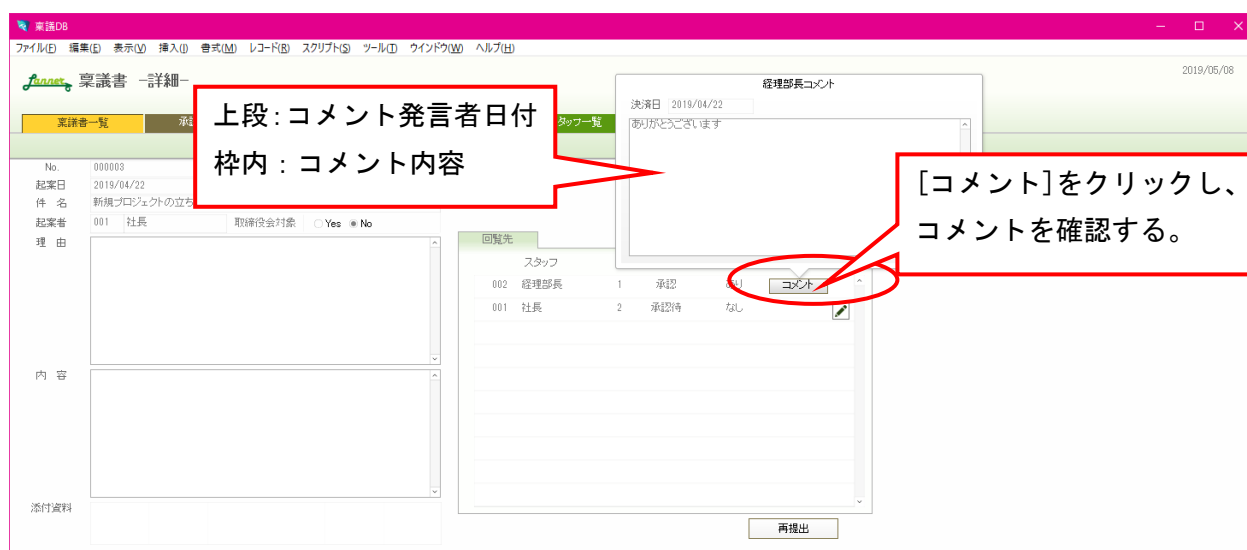 稟議DB
ファイル(F) 編集(E) 表示(V) 挿入(I) 書式(M) レコード(R) スクリプト(S) ツール(T) ウインドウ(W) ヘルプ(H)
2019/05/08
Janner 稟議書 -詳細-
稟議書一覧
スタッフ一覧
経理部長コメント
決済日 2019/04/22
ありがとうございます
上段:コメント発言者日付
枠内:コメント内容
[コメント]をクリックし、
コメントを確認する。
No. 000003
起案日 2019/04/22
件 名 新規プロジェクトの立ち
起案者 001 社長 取締役会対象 Yes No
理 由
内 容
添付資料
回覧先
スタッフ
002 経理部長 1 承認 あり コメント
001 社長 2 承認待 なし
再提出